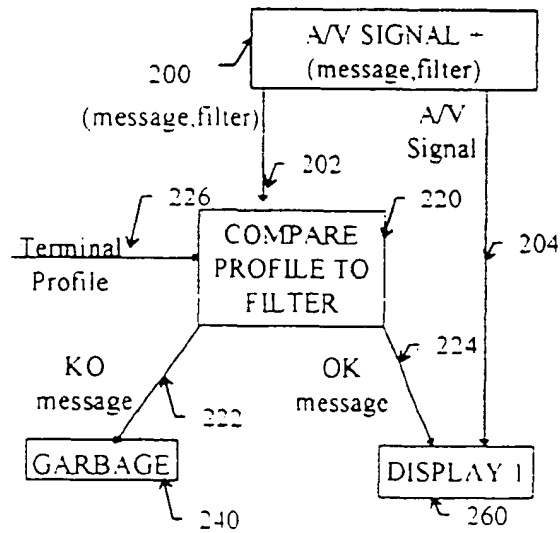 A/V SIGNAL +
(message,filter)
200
(message,filter)
A/V
Signal
202
226
220
COMPARE
PROFILE TO
FILTER
204
Terminal
Profile
224
KO
message
222
OK
message
GARBAGE
DISPLAY 1
240
260